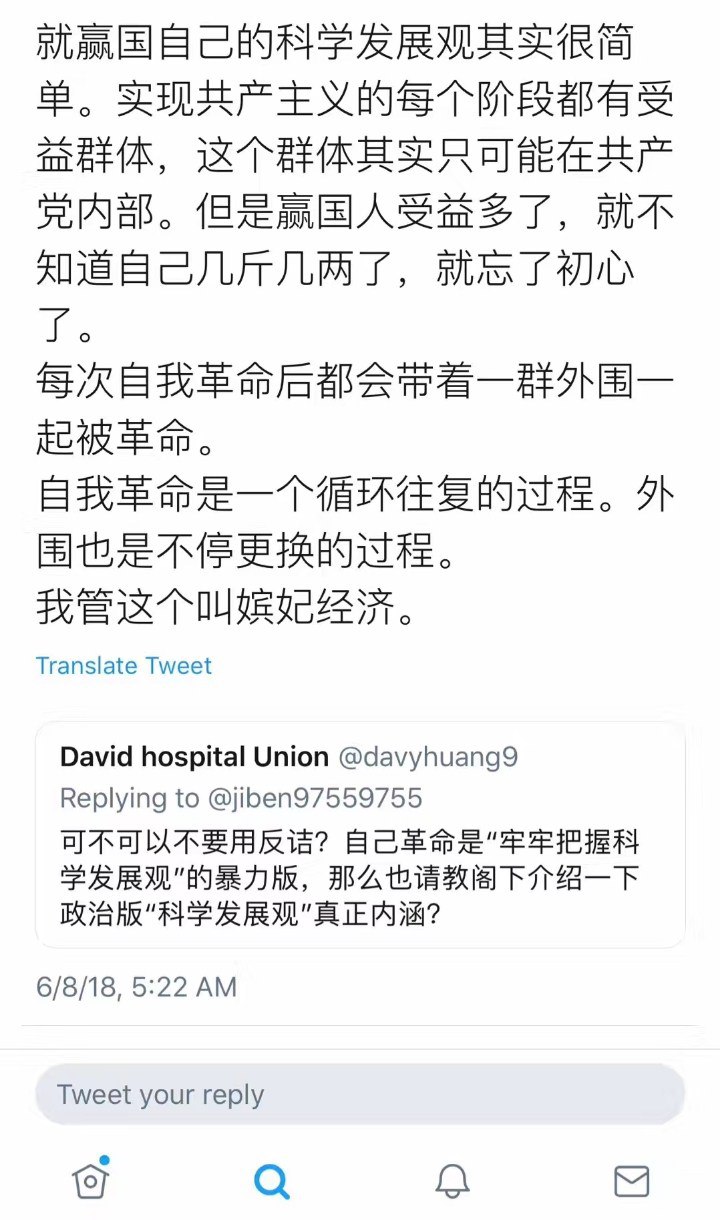 就赢国自己的科学发展观其实很简
单。实现共产主义的每个阶段都有受
益群体，这个群体其实只可能在共产
党内部。但是赢国人受益多了，就不
知道自己几斤几两了，就忘了初心
了。
每次自我革命后都会带着一群外围一
起被革命。
自我革命是一个循环往复的过程。外
围也是不停更换的过程。
我管这个叫嫔妃经济。
Translate Tweet
David hospital Union @davyhuang9
Replying to @jiben97559755
可不可以不要用反诘？自己革命是“牢牢把握科
学发展观”的暴力版，那么也请教阁下介绍一下
政治版“科学发展观”真正内涵？
6/8/18, 5:22 AM
Tweet your reply